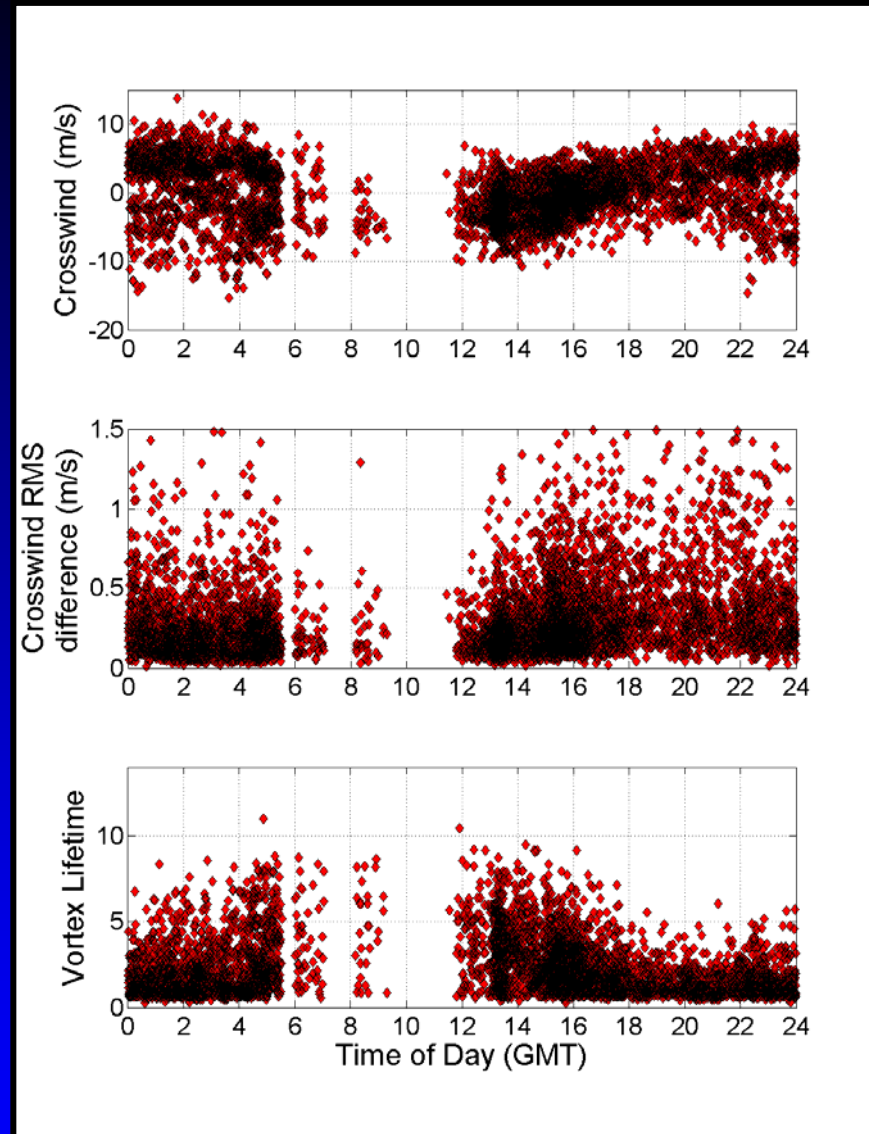 Crosswind (m/s)
10
0
-10
-20
0 2 4 6 8 10 12 14 16 18 20 22 24
Crosswind RMS
difference (m/s)
1.5
1
0.5
0
0 2 4 6 8 10 12 14 16 18 20 22 24
Vortex Lifetime
10
5
0
0 2 4 6 8 10 12 14 16 18 20 22 24
Time of Day (GMT)